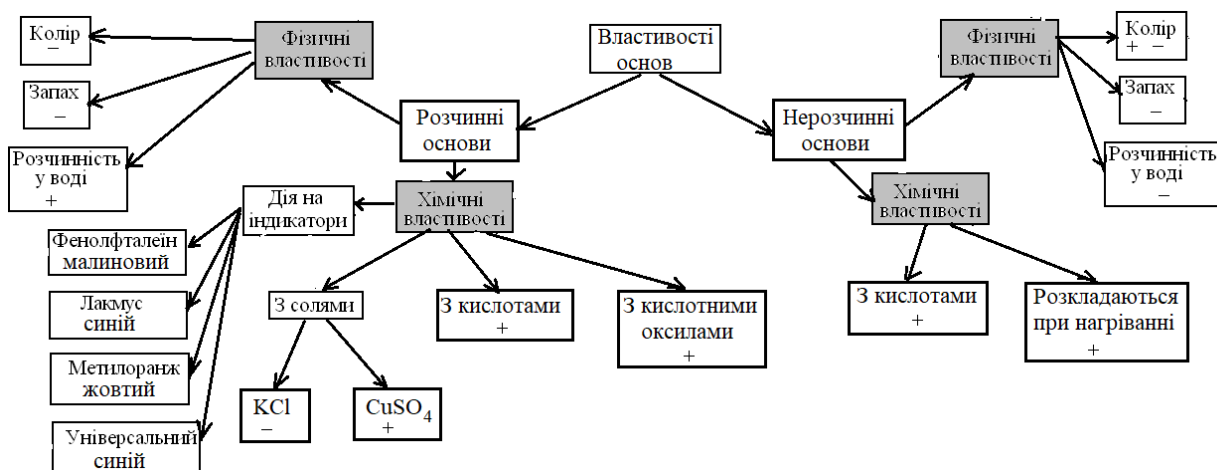 Властивості
основ
Розчинні
основи
Фізичні
властивості
Колір
–
Запах
–
Розчинність
у воді
+
Хімічні
властивості
Дія на
індикатори
Фенолфталеїн
малиновий
Лакмус
синій
Метилоранж
жовтий
Універсальний
синій
З солями
KCl
–
CuSO4
+
З кислотами
+
З кислотними
оксилами
+
Нерозчинні
основи
Фізичні
властивості
Колір
+ –
Запах
–
Розчинність
у воді
–
Хімічні
властивості
З кислотами
+
Розкладаються
при нагріванні
+